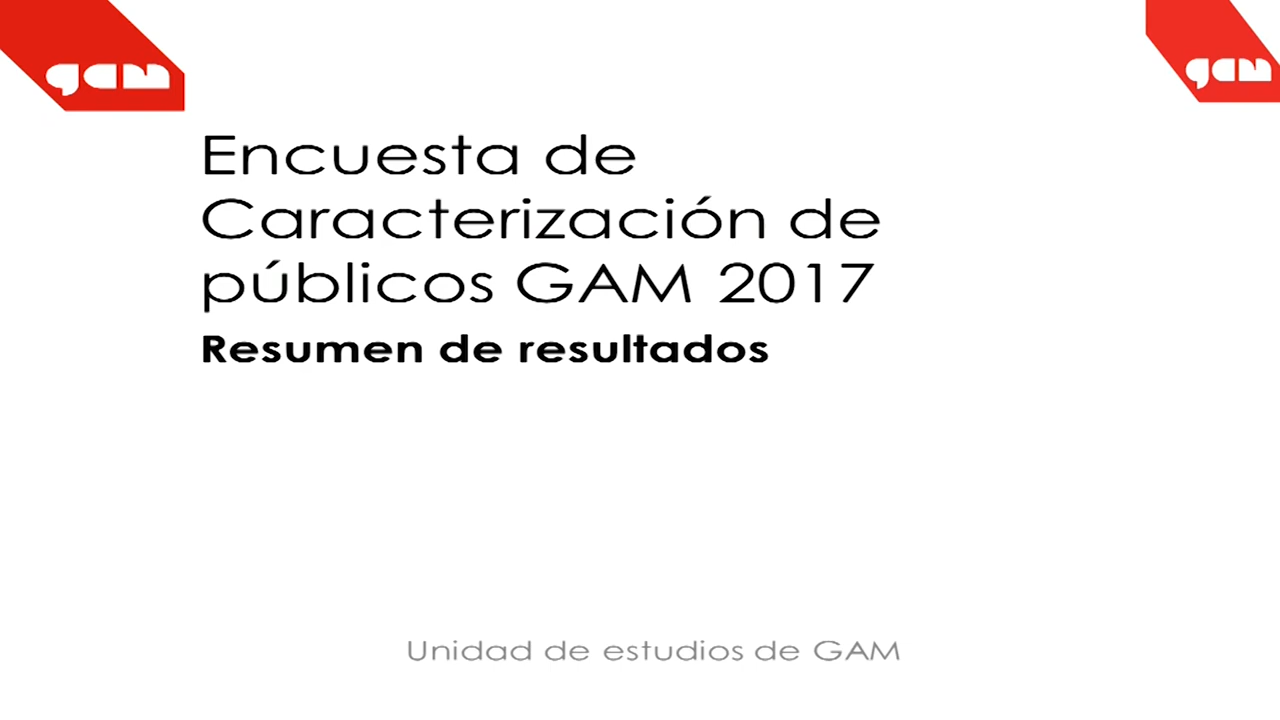 gam
gam
Encuesta de
Caracterización de
públicos GAM 2017
Resumen de resultados
Unidad de estudios de GAM